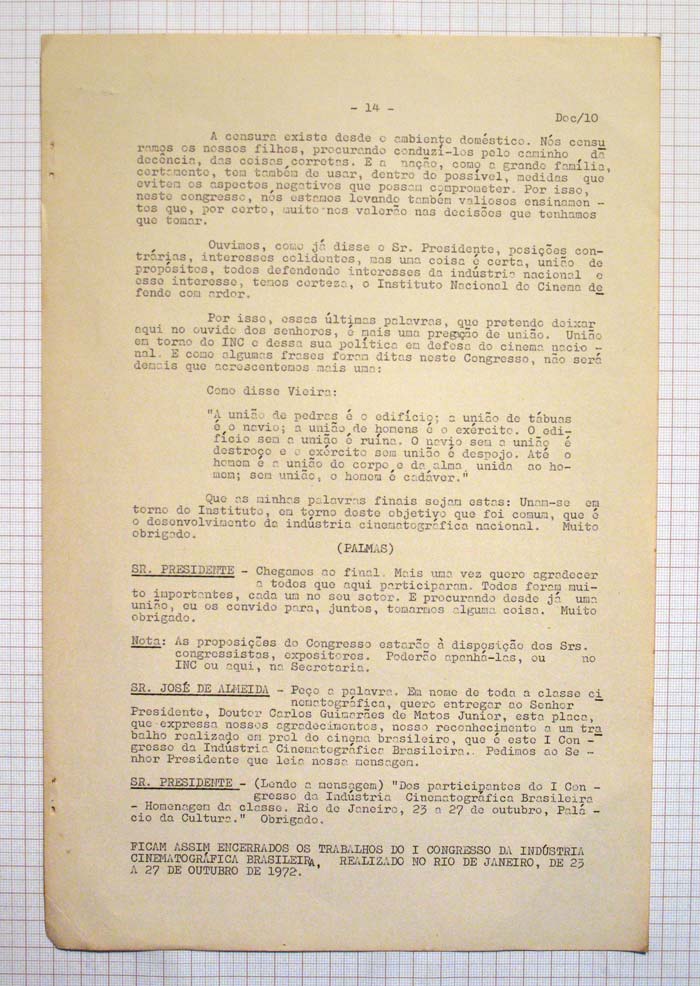 - 14 -
Doc/10
A censura existe desde o ambiente doméstico. Nós censu
ramos os nossos filhos, procurando conduzí-los pelo caminho da
decência, das coisas corretas. E a nação, como a grande família,
certamente, tem também de usar, dentro do possível, medidas que
evitem os aspectos negativos que possam comprometer. Por isso,
neste congresso, nós estamos levando também valiosos ensinamen -
tos que, por certo, muito nos valerão nas decisões que tenhamos
que tomar.
Ouvimos, como já disse o Sr. Presidente, posições con-
trárias, interesses colidentes, mas uma coisa é certa, união de
propósitos, todos defendendo interesses da indústria nacional e
esse interesse, temos certeza, o Instituto Nacional do Cinema de
fende com ardor.
Por isso, essas últimas palavras, que pretendo deixar
aqui no ouvido dos senhores, é mais uma pregação de união. União
em torno do INC e dessa sua política em defesa do cinema nacio -
nal. E como algumas frases foram ditas neste Congresso, não será
demais que acrescentemos mais uma:
Como disse Vieira:
"A união de pedras é o edifício; a união de tábuas
é o navio; a união de homens é o exército. O edi-
fício sem a união é ruína. O navio sem a união é
destroço e o exército sem união é despojo. Até o
homem é a união do corpo e da alma unida ao ho-
mem; sem união, o homem é cadáver."
Que as minhas palavras finais sejam estas: Unam-se em
torno do Instituto, em torno deste objetivo que foi comum, que é
o desenvolvimento da indústria cinematográfica nacional. Muito
obrigado.
(PALMAS)
SR. PRESIDENTE - Chegamos ao final. Mais uma vez quero agradecer
a todos que aqui participaram. Todos foram mui-
to importantes, cada um no seu setor. E procurando desde já uma
união, eu os convido para, juntos, tomarmos alguma coisa. Muito
obrigado.
Nota: As proposições do Congresso estarão à disposição dos Srs.
congressistas, expositores. Poderão apanhá-las, ou no
INC ou aqui, na Secretaria.
SR. JOSÉ DE ALMEIDA - Peço a palavra. Em nome de toda a classe ci
nematográfica, quero entregar ao Senhor
Presidente, Doutor Carlos Guimarães de Matos Junior, esta placa,
que expressa nossos agradecimentos, nosso reconhecimento a um tra
balho realizado em prol do cinema brasileiro, que é este I Con -
gresso da Indústria Cinematográfica Brasileira.. Pedimos ao Se -
nhor Presidente que leia nossa mensagem.
SR. PRESIDENTE - (Lendo a mensagem) "Dos participantes do I Con -
gresso da Indústria Cinematográfica Brasileira
- Homenagem da classe. Rio de Janeiro, 23 a 27 de outubro, Palá -
cio da Cultura." Obrigado.
FICAM ASSIM ENCERRADOS OS TRABALHOS DO I CONGRESSO DA INDÚSTRIA
CINEMATOGRÁFICA BRASILEIRA, REALIZADO NO RIO DE JANEIRO, DE 23
A 27 DE OUTUBRO DE 1972.